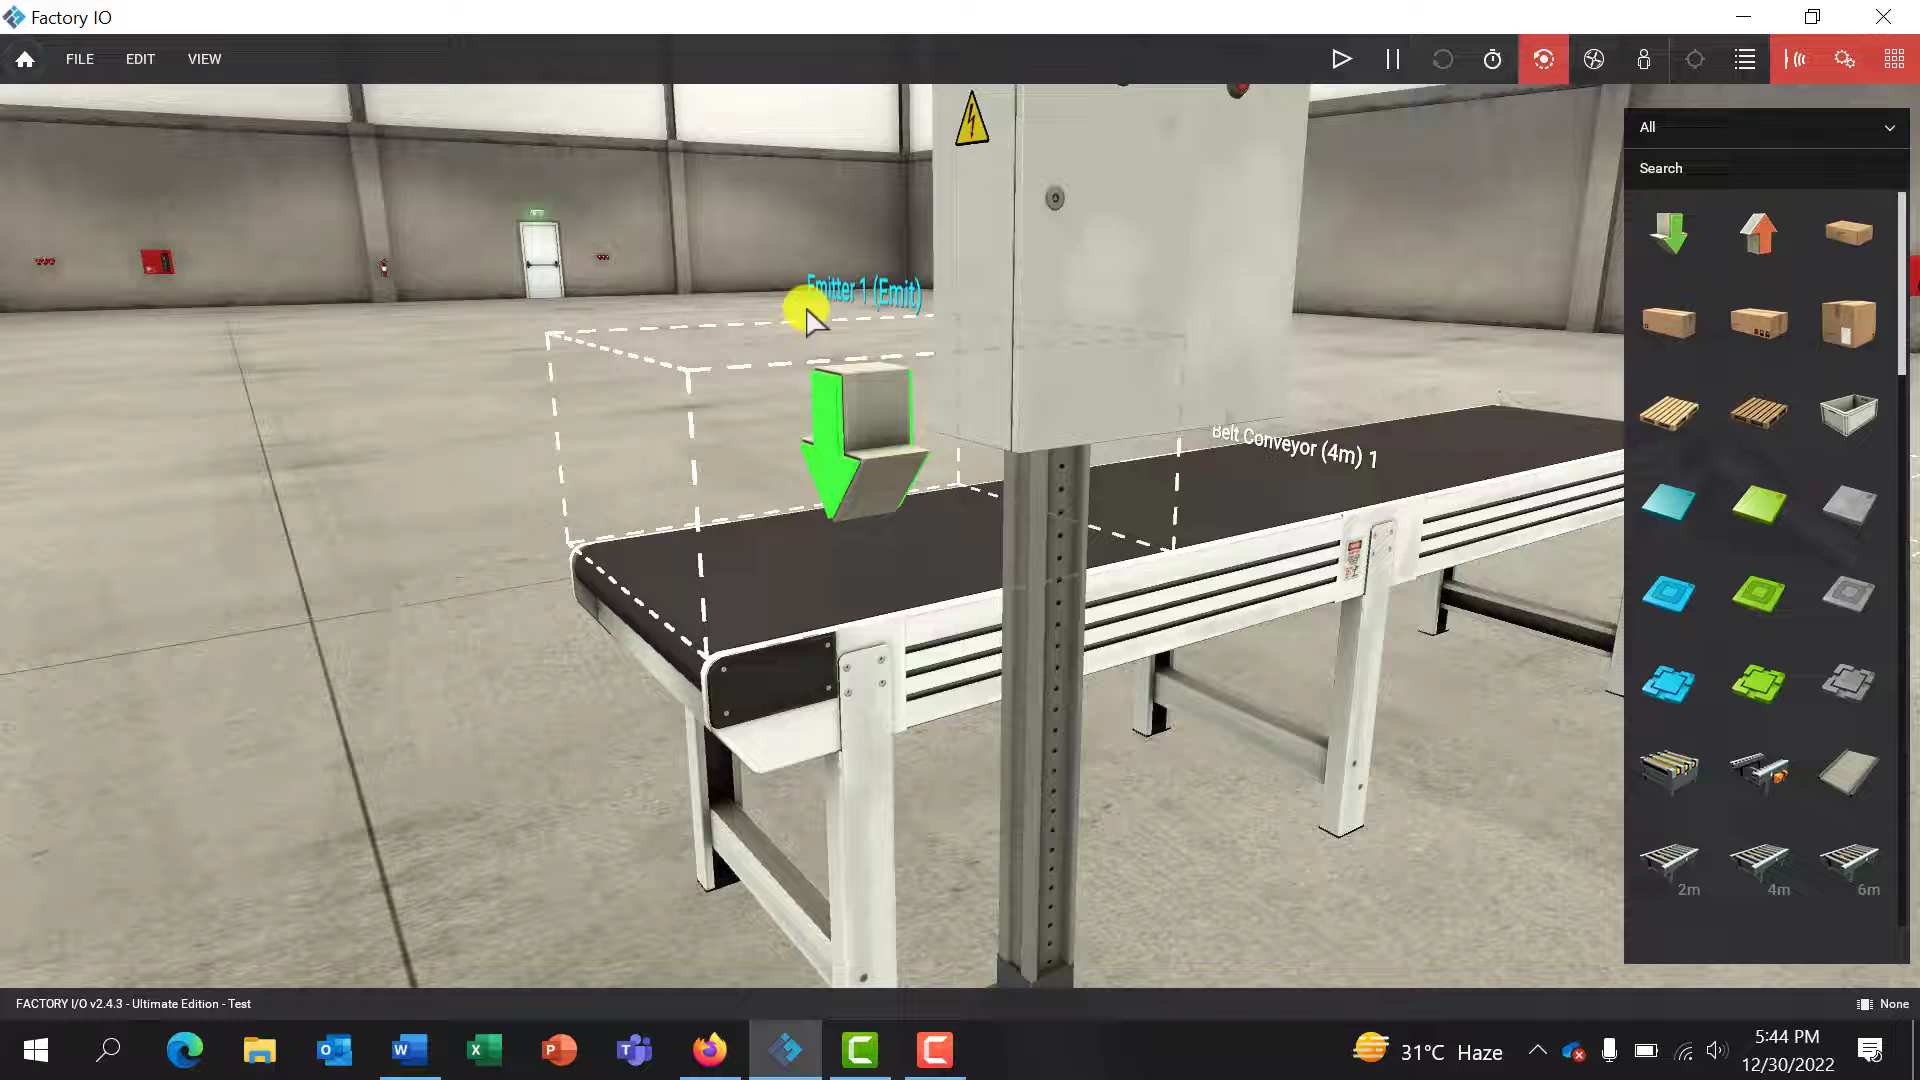 Factory IO
FILE
EDIT
VIEW
All
Search
Emitter 1 (Emit)
Belt Conveyor (4m) 1
2m
4m
6m
FACTORY I/O v2.4.3 - Ultimate Edition - Test
None
31°C Haze
5:44 PM
12/30/2022